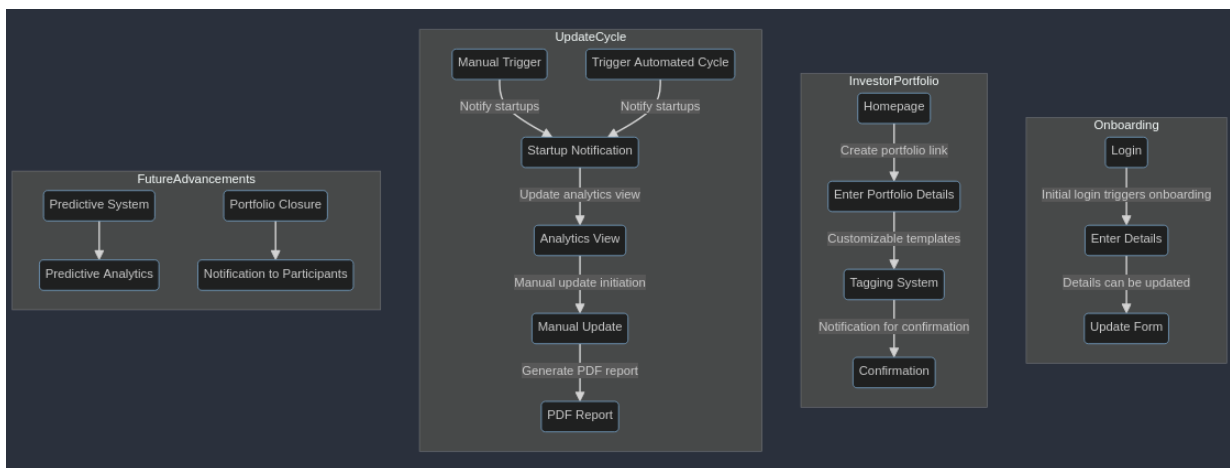 FutureAdvancements
Predictive System
Portfolio Closure
Predictive Analytics
Notification to Participants
UpdateCycle
Manual Trigger
Trigger Automated Cycle
Notify startups
Notify startups
Startup Notification
Update analytics view
Analytics View
Manual update initiation
Manual Update
Generate PDF report
PDF Report
InvestorPortfolio
Homepage
Create portfolio link
Enter Portfolio Details
Customizable templates
Tagging System
Notification for confirmation
Confirmation
Onboarding
Login
Initial login triggers onboarding
Enter Details
Details can be updated
Update Form